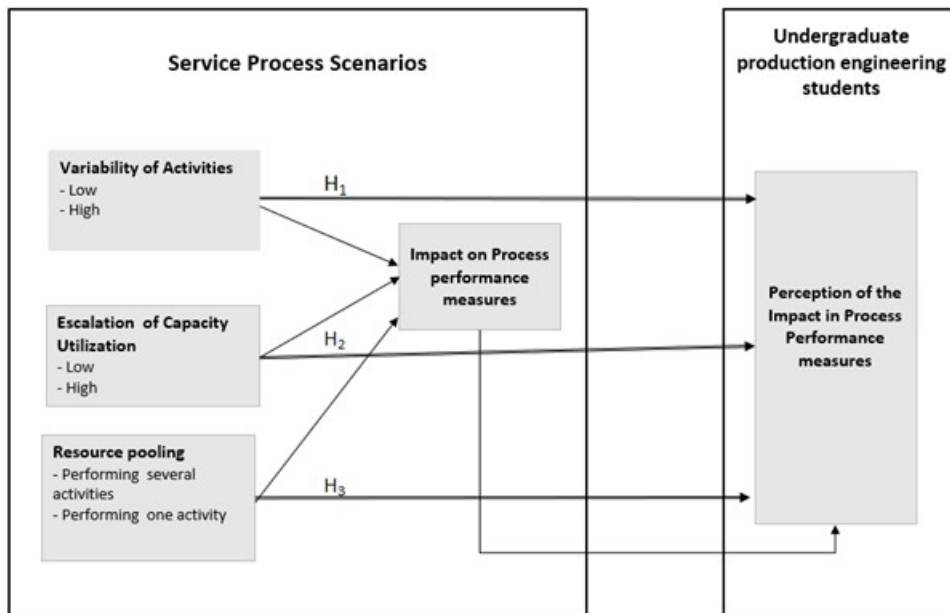 Service Process Scenarios
Variability of Activities
- Low
- High
Escalation of Capacity
Utilization
- Low
- High
Resource pooling
- Performing several
activities
- Performing one activity
H1
H2
H3
Impact on Process
performance
measures
Undergraduate
production engineering
students
Perception of the
Impact in Process
Performance
measures